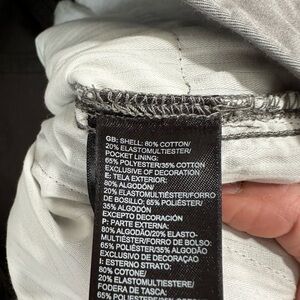 GB: SHELL: 80% COTTON/
20% ELASTOMULTIESTER/
POCKET LINING:
65% POLYESTER/35% COTTON
EXCLUSIVE OF DECORATION
E: TELA EXTERIOR:
80% ALGODÓN/
20% ELASTOMULTIESTER/FORRO
DE BOLSILLO: 65% POLIÉSTER/
35% ALGODÓN
EXCEPTO DECORACIÓN
P: PARTE EXTERNA:
80% ALGODÃO/20% ELASTO-
MULTIÉSTER/FORRO DE BOLSO:
65% POLIÉSTER/35% ALGODÃO
EXCLUSIVO DE DECORAÇÃO
I: ESTERNO STRATO:
80% COTONE/
20% ELASTOMULTIESTERE/
FODERA DI TASCA:
65% POLIESTERE/35% COTONE